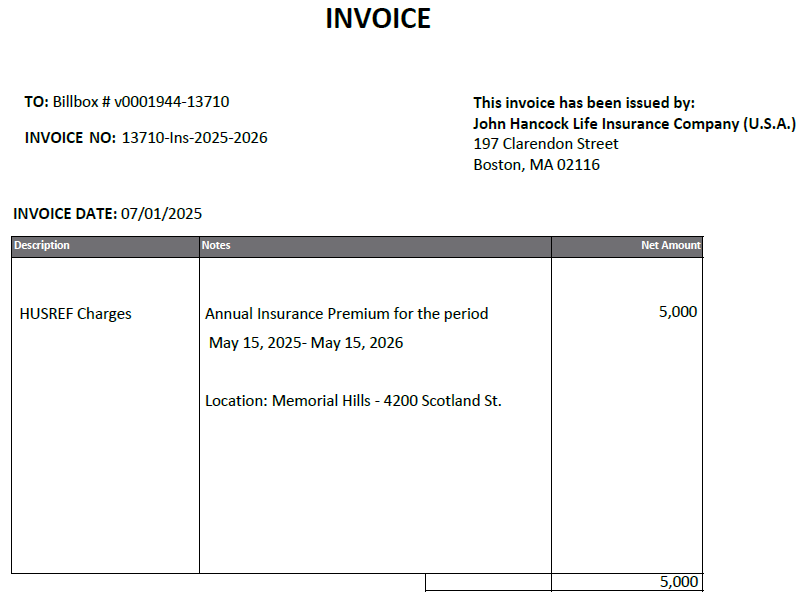 INVOICE
TO: Billbox # v0001944-13710
INVOICE NO: 13710-Ins-2025-2026
This invoice has been issued by:
John Hancock Life Insurance Company (U.S.A.)
197 Clarendon Street
Boston, MA 02116
INVOICE DATE: 07/01/2025
Description Notes Net Amount
HUSREF Charges Annual Insurance Premium for the period 5,000
May 15, 2025- May 15, 2026
Location: Memorial Hills - 4200 Scotland St.
5,000